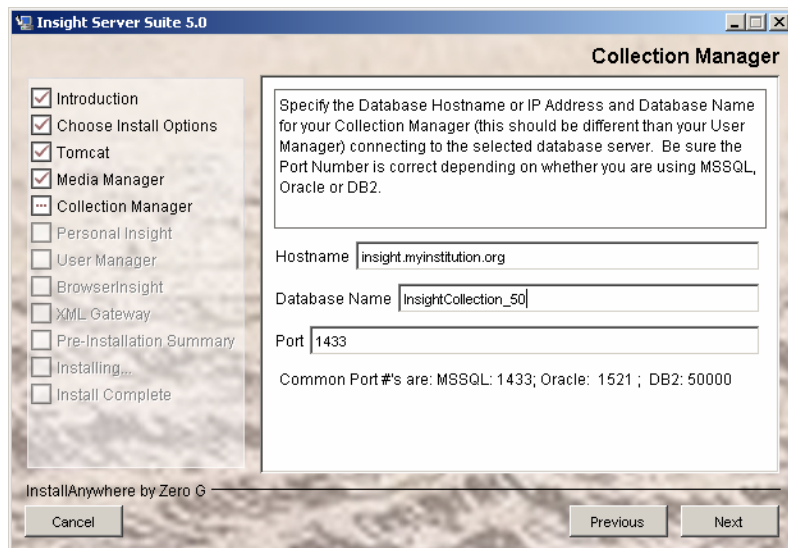 Insight Server Suite 5.0
Collection Manager
Introduction
Choose Install Options
Tomcat
Media Manager
Collection Manager
Personal Insight
User Manager
BrowserInsight
XML Gateway
Pre-Installation Summary
Installing...
Install Complete
Specify the Database Hostname or IP Address and Database Name
for your Collection Manager (this should be different than your User
Manager) connecting to the selected database server.  Be sure the
Port Number is correct depending on whether you are using MSSQL,
Oracle or DB2.
Hostname insight.myinstitution.org
Database Name InsightCollection_50
Port 1433
Common Port #'s are: MSSQL: 1433; Oracle:  1521 ;  DB2: 50000
InstallAnywhere by Zero G
Cancel Previous Next